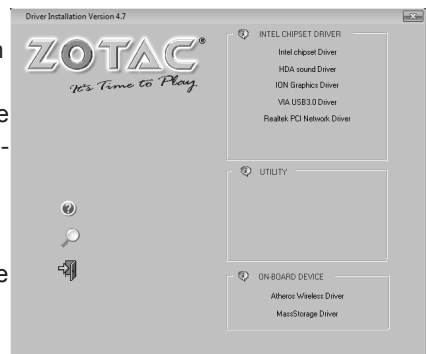 Driver Installation Version 4.7
ZOTAC®
It's Time to Play
INTEL CHIPSET DRIVER
Intel chipset Driver
HDA sound Driver
ION Graphics Driver
VIA USB3.0 Driver
Realtek PCI Network Driver
UTILITY
ON-BOARD DEVICE
Atheros Wireless Driver
MassStorage Driver